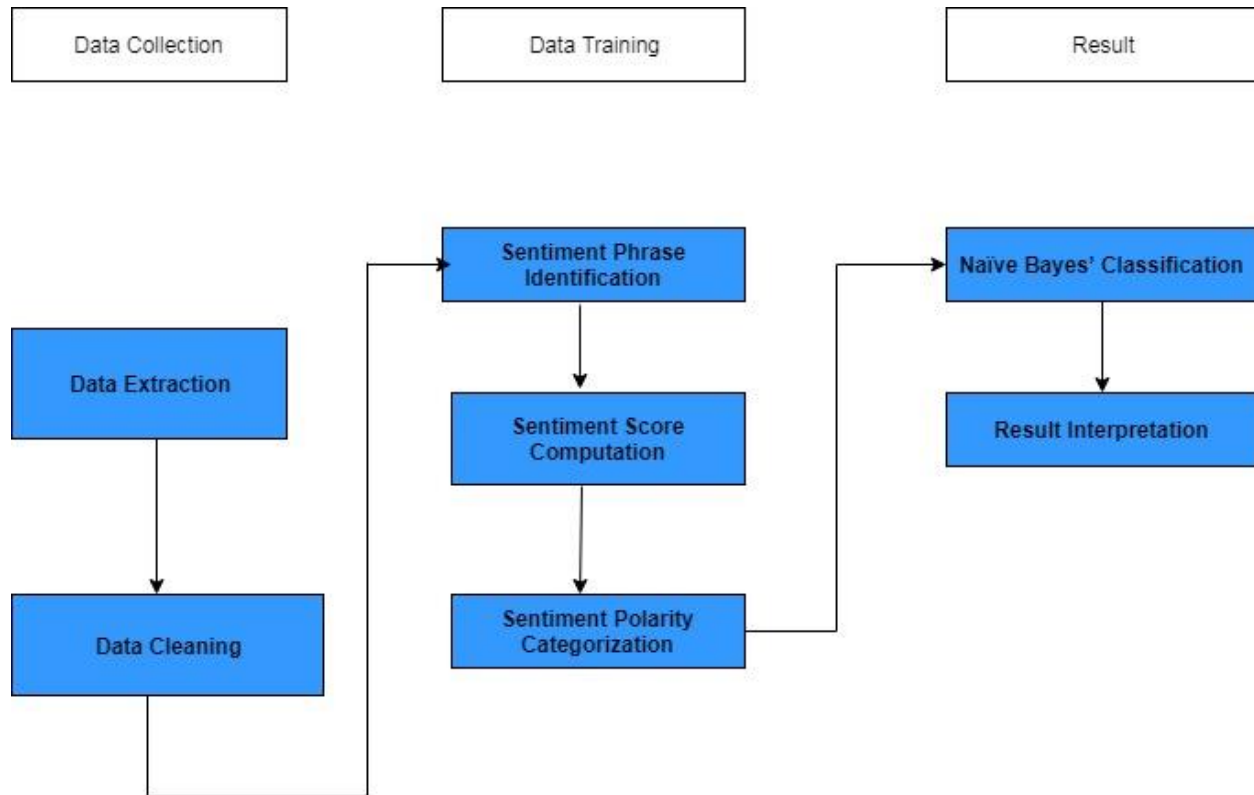 Data Collection
Data Training
Result
Data Extraction
Data Cleaning
Sentiment Phrase
Identification
Sentiment Score
Computation
Sentiment Polarity
Categorization
Naïve Bayes’ Classification
Result Interpretation